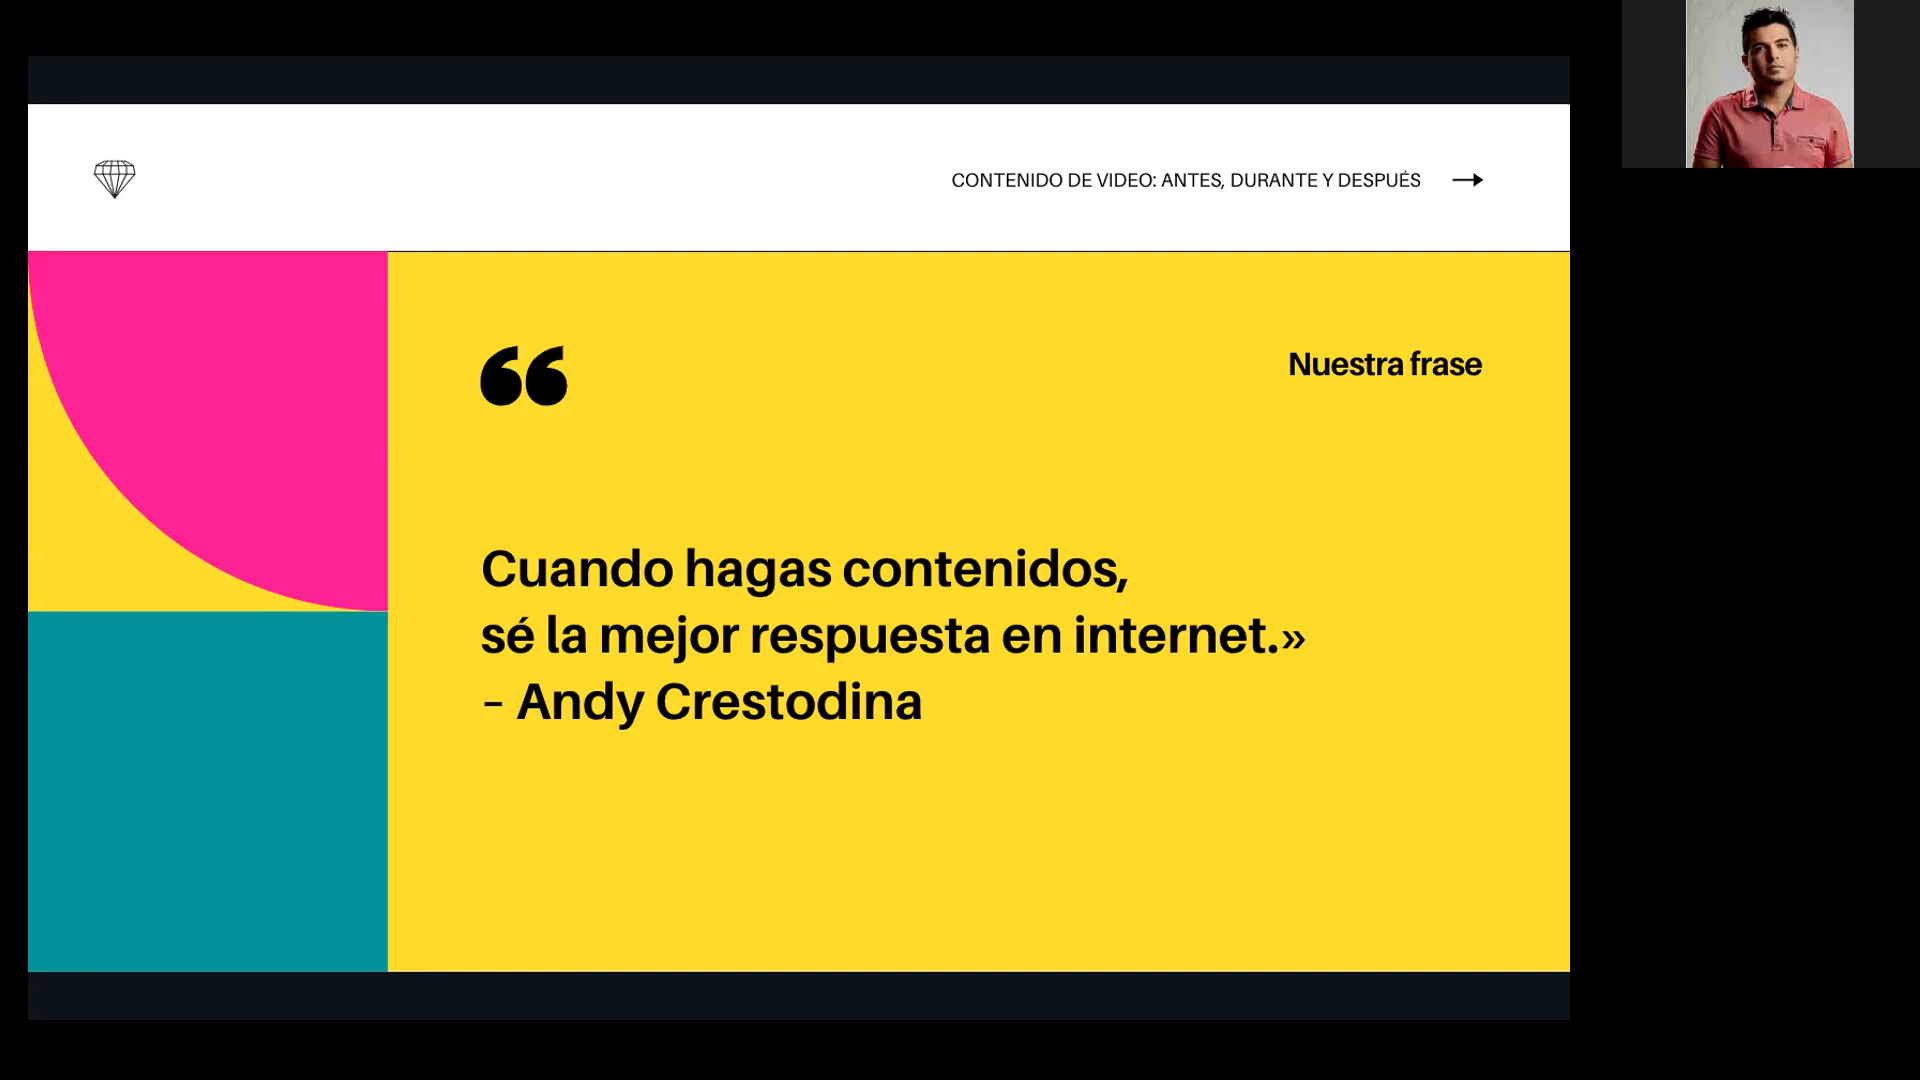 CONTENIDO DE VIDEO: ANTES, DURANTE Y DESPUÉS →
“
Nuestra frase
Cuando hagas contenidos,
sé la mejor respuesta en internet.»
– Andy Crestodina